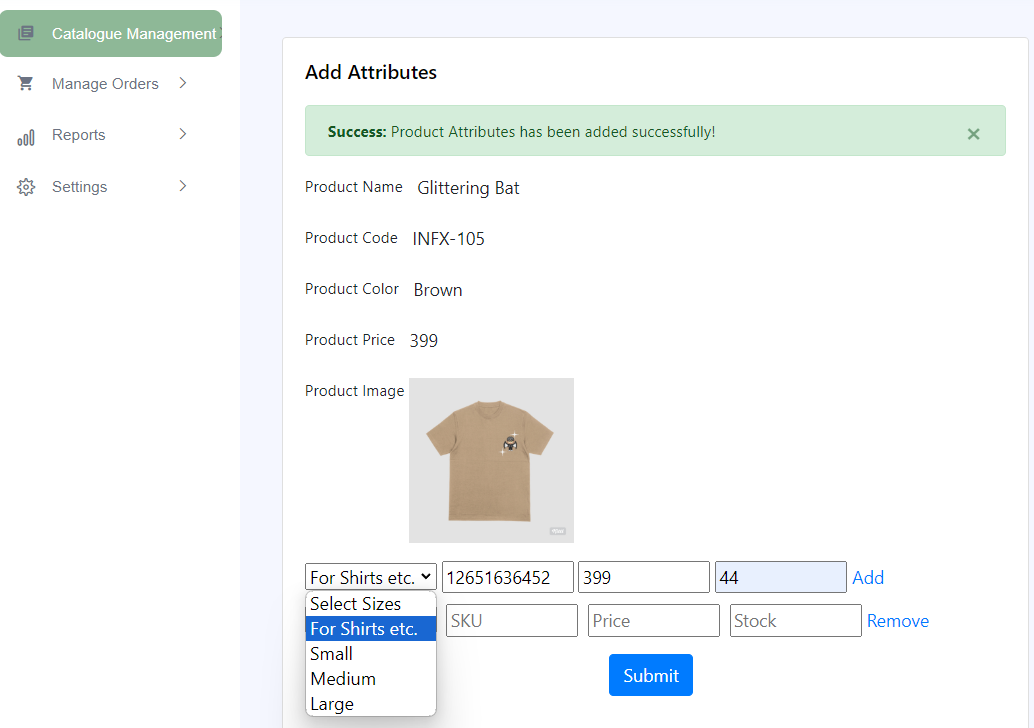 Catalogue Management
Manage Orders
Reports
Settings
Add Attributes
Success: Product Attributes has been added successfully!
Product Name Glittering Bat
Product Code INFX-105
Product Color Brown
Product Price 399
Product Image
For Shirts etc. 12651636452 399 44 Add
Select Sizes
For Shirts etc. SKU Price Stock Remove
Small
Medium
Large
Submit